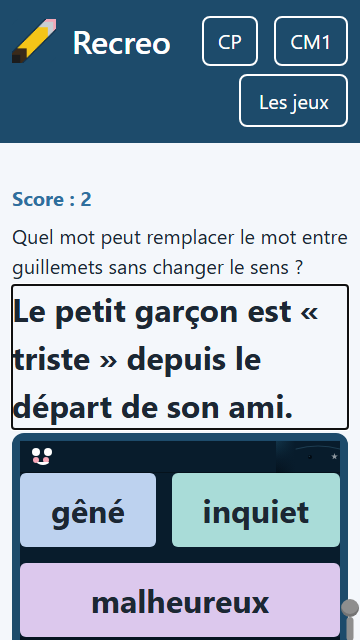 Recreo
CP
CM1
Les jeux
Score : 2
Quel mot peut remplacer le mot entre
guillemets sans changer le sens ?
Le petit garçon est «
triste » depuis le
départ de son ami.
gêné
inquiet
malheureux